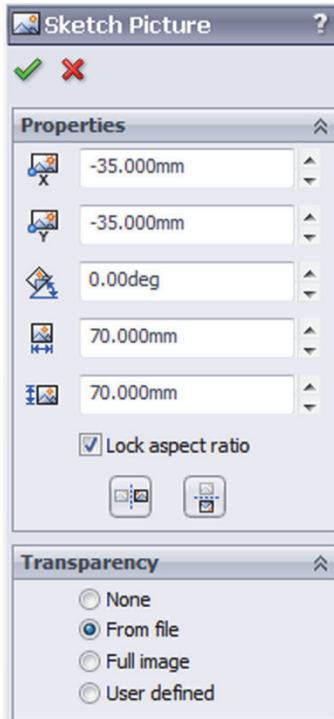 Sketch Picture ?
Properties
X -35.000mm
Y -35.000mm
0.00deg
70.000mm
70.000mm
Lock aspect ratio
Transparency
None
From file
Full image
User defined